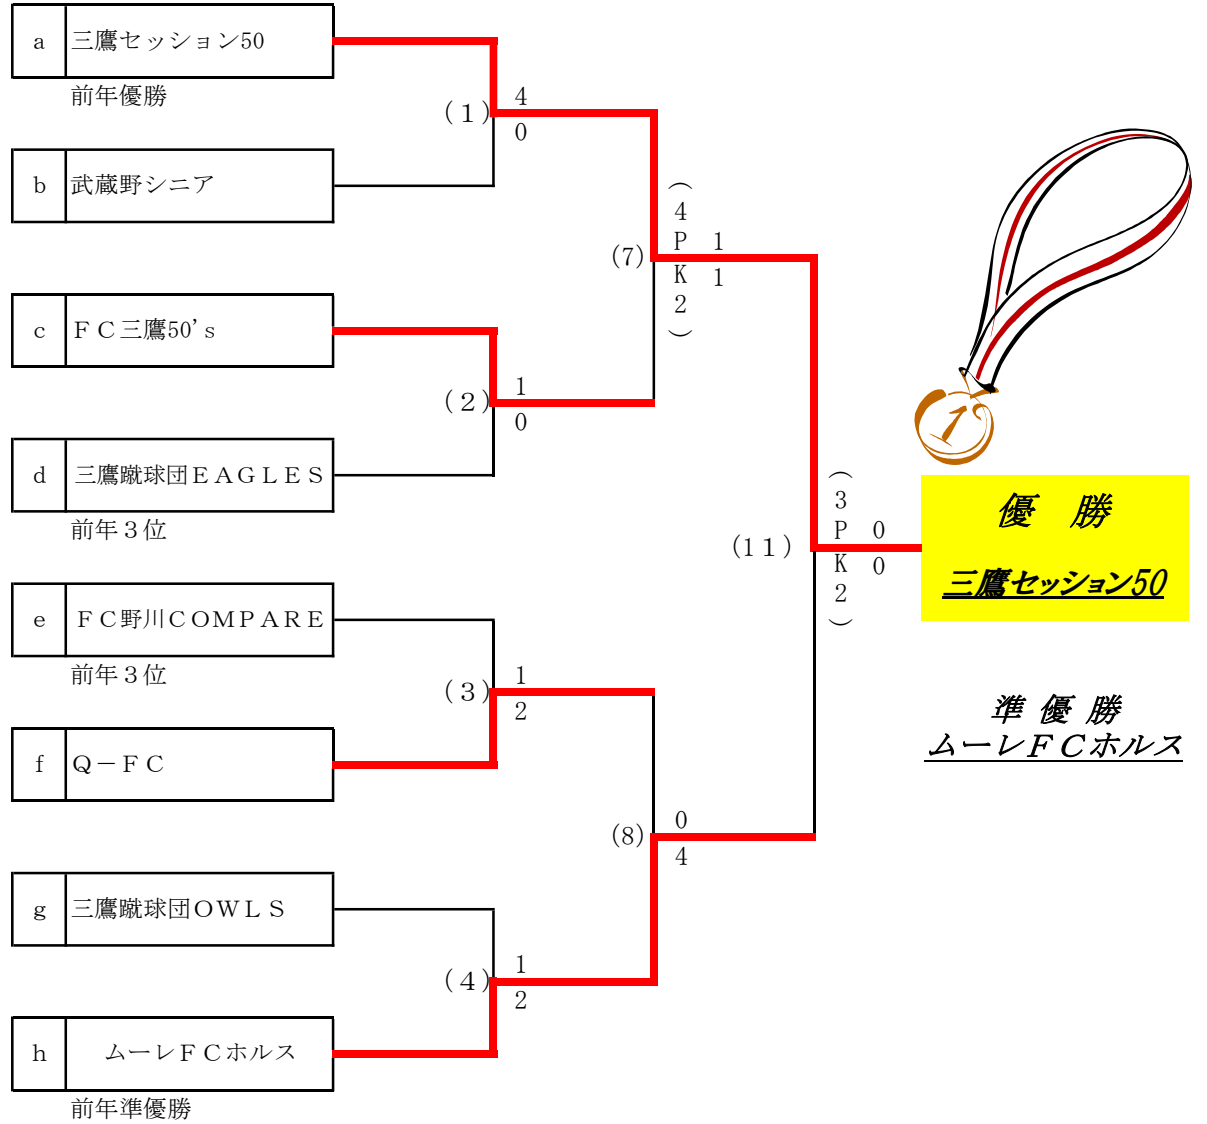 a 三鷹セッション50
前年優勝
(1) 4
0
b 武蔵野シニア
(7) (4PK2) 1
1
c ＦＣ三鷹50's
(2) 1
0
d 三鷹蹴球団ＥＡＧＬＥＳ
前年３位
(11) (3PK2) 0
0
優 勝
三鷹セッション50
e ＦＣ野川ＣＯＭＰＡＲＥ
前年３位
(3) 1
2
f Ｑ－ＦＣ
準 優 勝
ムーレＦＣホルス
(8) 0
4
g 三鷹蹴球団ＯＷＬＳ
(4) 1
2
h ムーレＦＣホルス
前年準優勝
1°